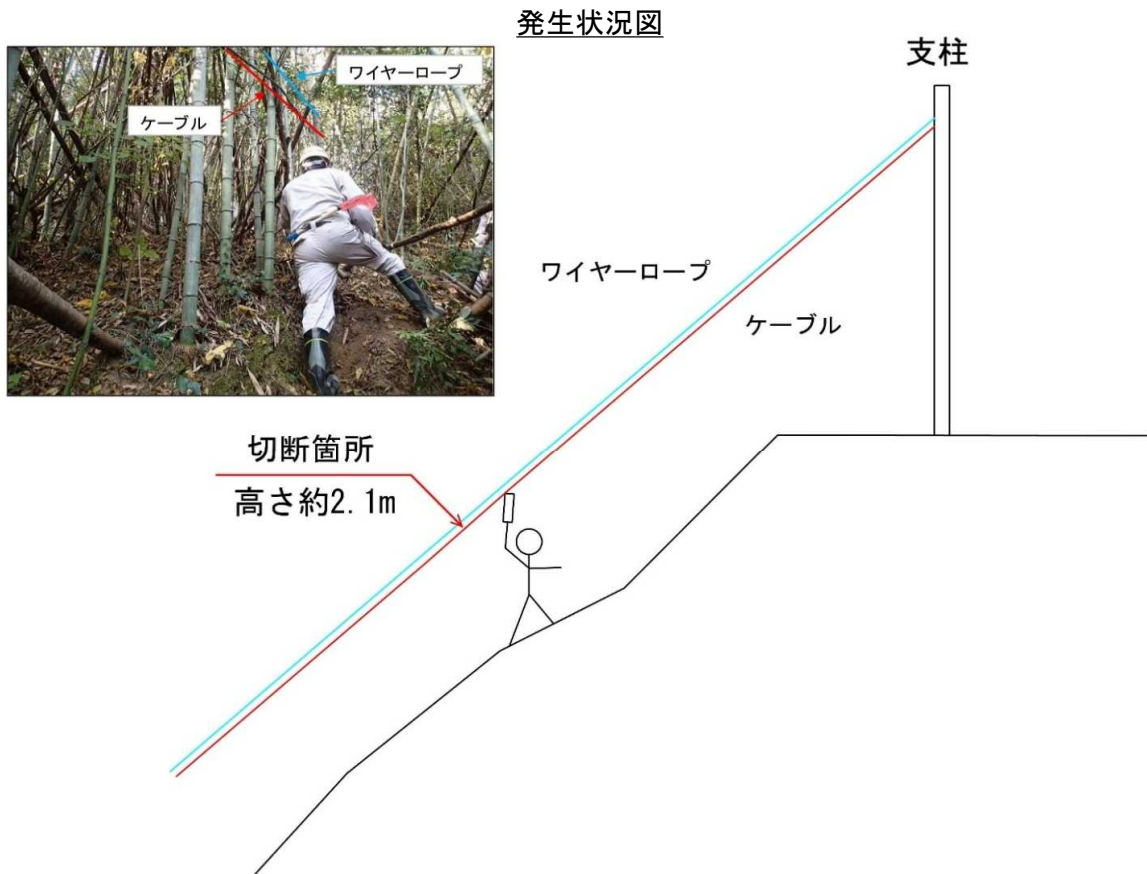 発生状況図
支柱
ワイヤーロープ
ケーブル
ワイヤーロープ
ケーブル
切断箇所
高さ約2.1m